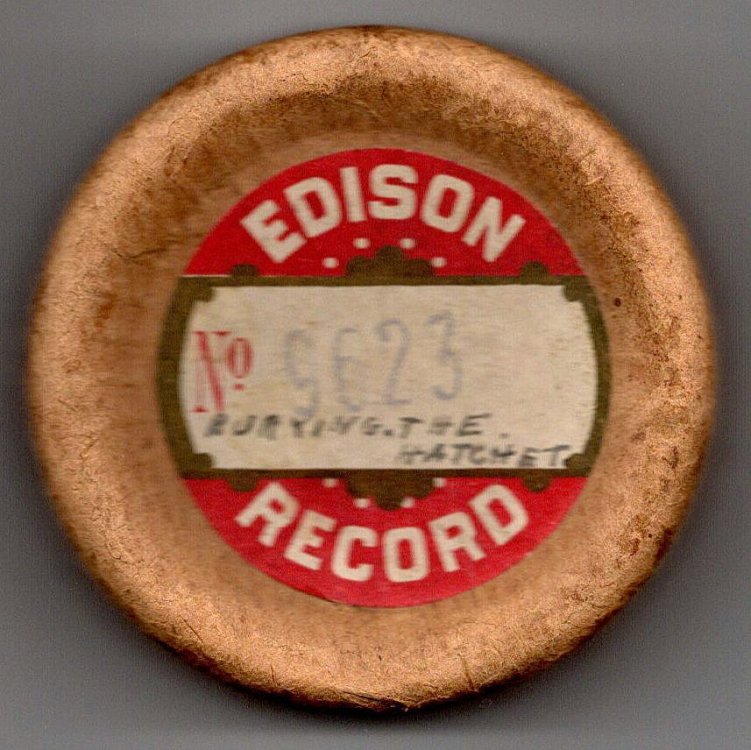 EDISON
No 9623
BURYING.THE.
HATCHET
RECORD